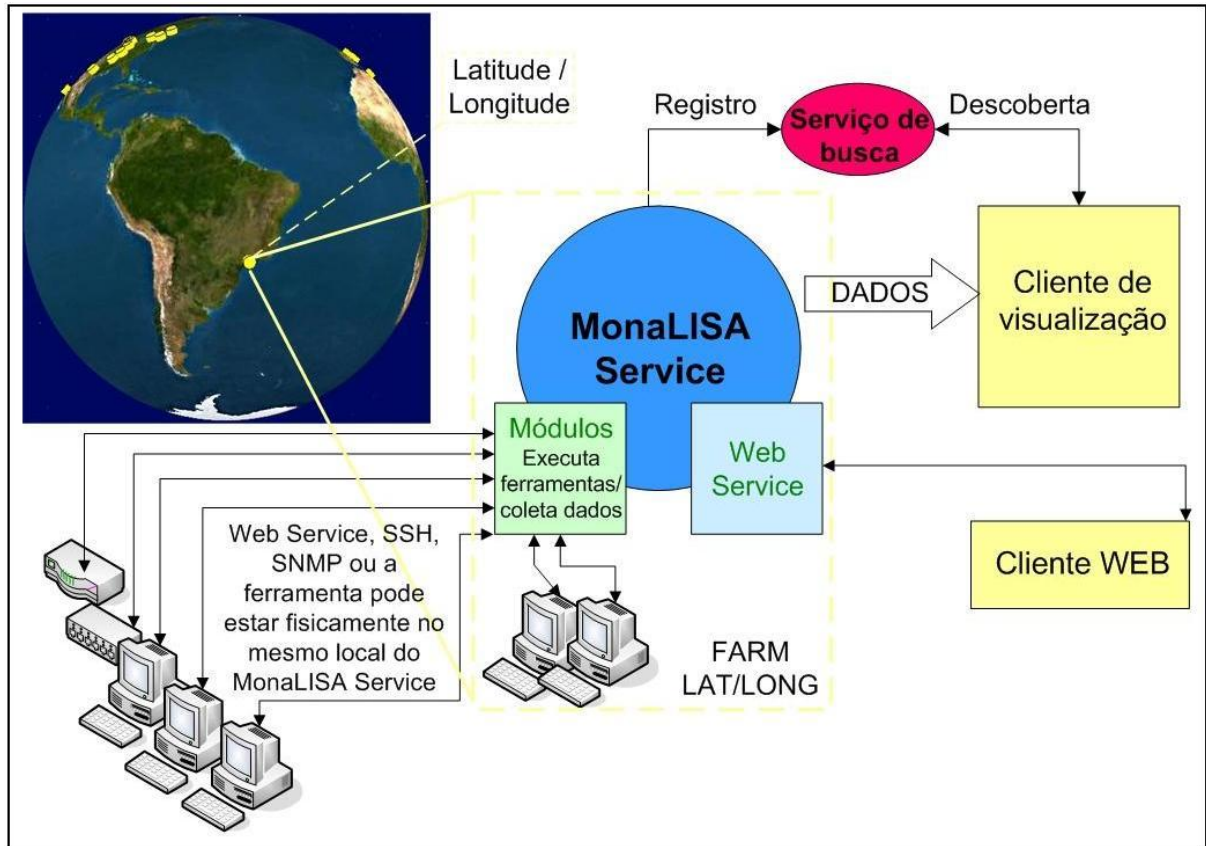 Latitude /
Longitude
Registro
Serviço de
busca
Descoberta
MonaLISA
Service
DADOS
Cliente de
visualização
Módulos
Executa
ferramentas/
coleta dados
Web
Service
Cliente WEB
Web Service, SSH,
SNMP ou a
ferramenta pode
estar fisicamente no
mesmo local do
MonaLISA Service
FARM
LAT/LONG